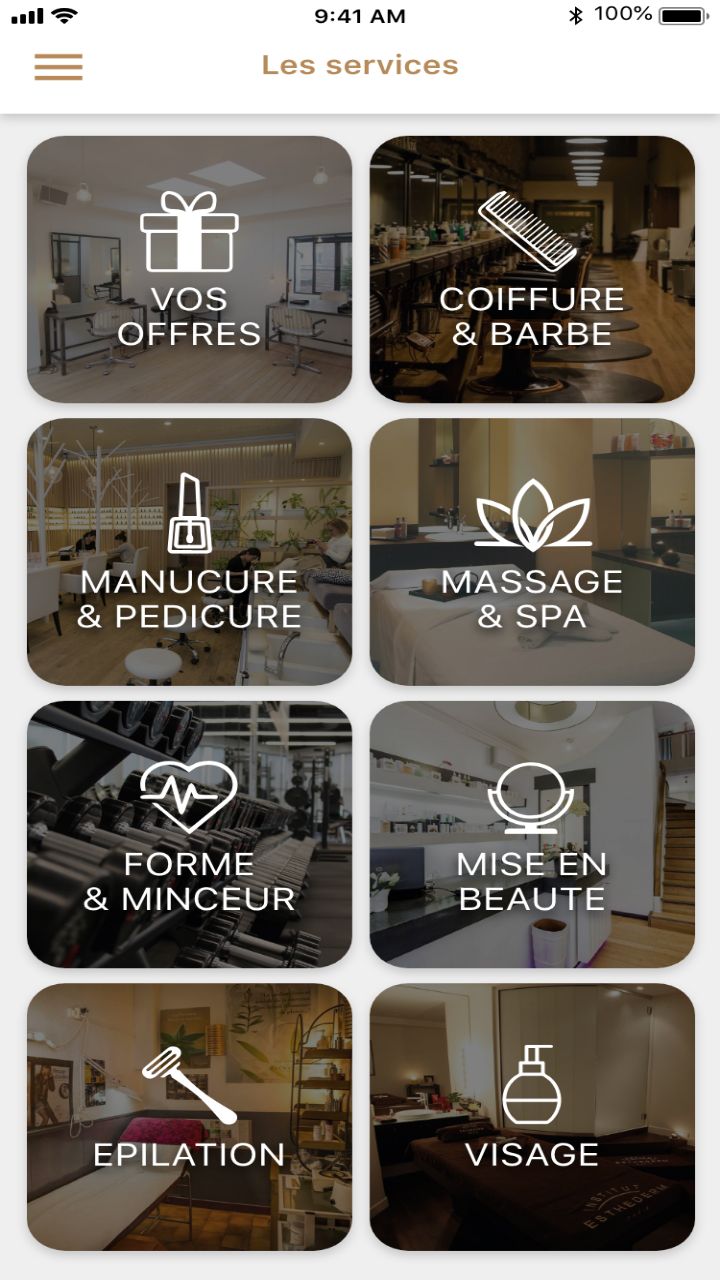 9:41 AM
100%
Les services
VOS
OFFRES
COIFFURE
& BARBE
MANUCURE
& PEDICURE
MASSAGE
& SPA
FORME
& MINCEUR
MISE EN
BEAUTE
EPILATION
VISAGE
INSTITUT
ESTHEDERM